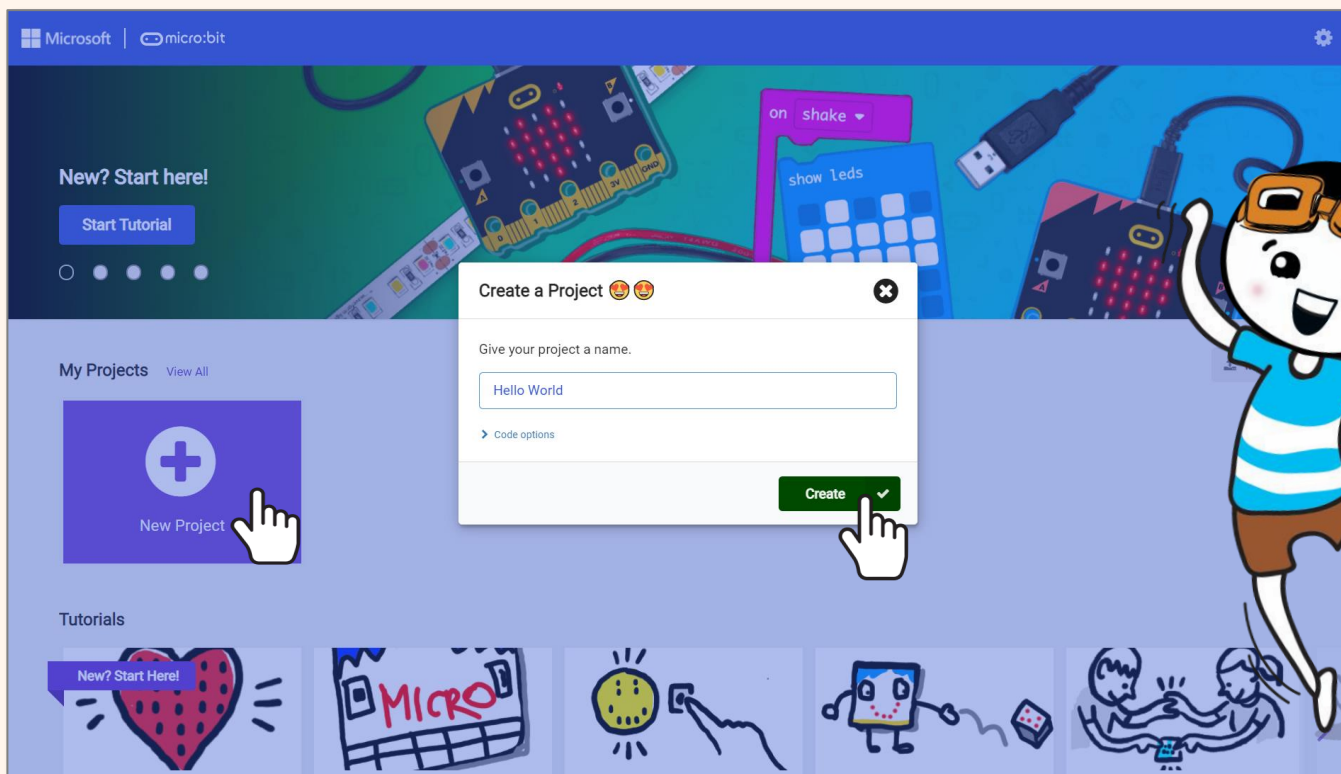 Microsoft | micro:bit
on shake
show leds
New? Start here!
Start Tutorial
Create a Project 😍 😍
Give your project a name.
Hello World
Code options
Create
My Projects View All
New Project
Tutorials
New? Start Here!
MICRO